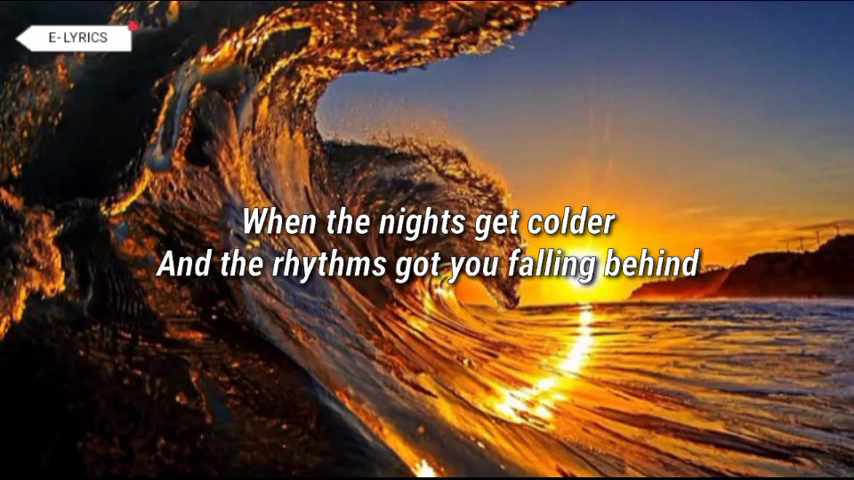 E-LYRICS
When the nights get colder
And the rhythms got you falling behind